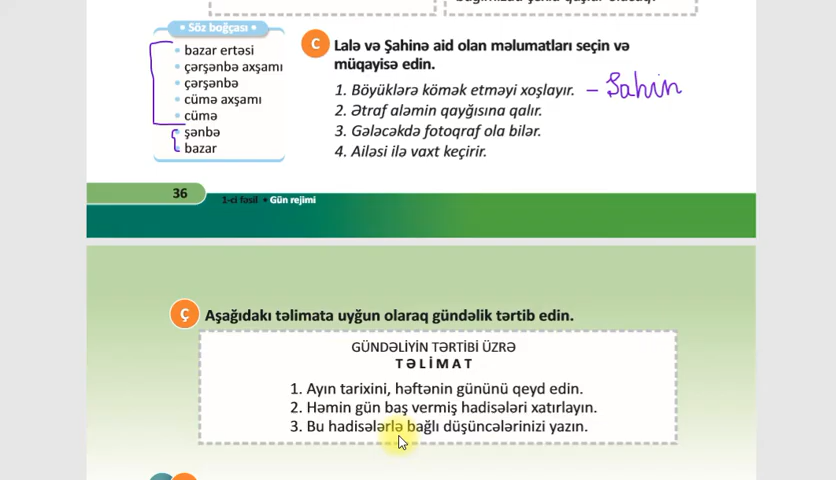 Söz boğçası
bazar ertəsi
çərşənbə axşamı
çərşənbə
cümə axşamı
cümə
şənbə
bazar
C Lalə və Şahinə aid olan məlumatları seçin və
müqayisə edin.
1. Böyüklərə kömək etməyi xoşlayır. – Şahin
2. Ətraf aləmin qayğısına qalır.
3. Gələcəkdə fotoqraf ola bilər.
4. Ailəsi ilə vaxt keçirir.
36
1-ci fəsil • Gün rejimi
Ç Aşağıdakı təlimata uyğun olaraq gündəlik tərtib edin.
GÜNDƏLİYİN TƏRTİBİ ÜZRƏ
TƏLİMAT
1. Ayın tarixini, həftənin gününü qeyd edin.
2. Həmin gün baş vermiş hadisələri xatırlayın.
3. Bu hadisələrlə bağlı düşüncələrinizi yazın.